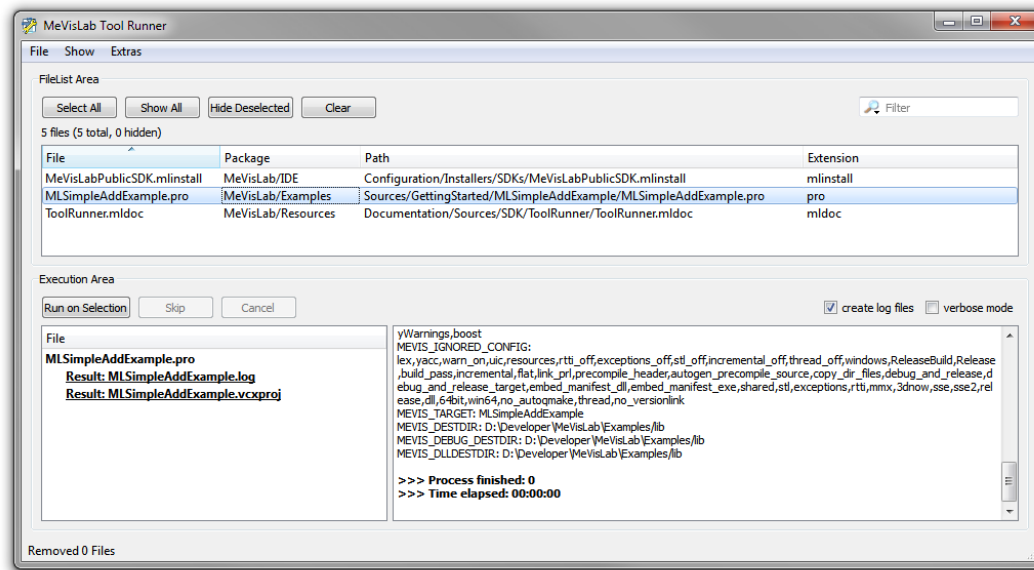 MeVisLab Tool Runner
File Show Extras
FileList Area
Select All Show All Hide Deselected Clear Filter
5 files (5 total, 0 hidden)
File Package Path Extension
MeVisLabPublicSDK.mlinstall MeVisLab/IDE Configuration/Installers/SDKs/MeVisLabPublicSDK.mlinstall mlinstall
MLSimpleAddExample.pro MeVisLab/Examples Sources/GettingStarted/MLSimpleAddExample/MLSimpleAddExample.pro pro
ToolRunner.mldoc MeVisLab/Resources Documentation/Sources/SDK/ToolRunner/ToolRunner.mldoc mldoc
Execution Area
Run on Selection Skip Cancel create log files verbose mode
File
MLSimpleAddExample.pro
Result: MLSimpleAddExample.log
Result: MLSimpleAddExample.vcxproj
yWarnings,boost
MEVIS_IGNORED_CONFIG:
lex,yacc,warn_on,uic,resources,rtti_off,exceptions_off,stl_off,incremental_off,thread_off,windows,ReleaseBuild,Release
,build_pass,incremental,flat,link_prl,precompile_header,autogen_precompile_source,copy_dir_files,debug_and_release,d
ebug_and_release_target,embed_manifest_dll,embed_manifest_exe,shared,stl,exceptions,rtti,mmx,3dnow,sse,sse2,rel
ease,dll,64bit,win64,no_autoqmake,thread,no_versionlink
MEVIS_TARGET: MLSimpleAddExample
MEVIS_DESTDIR: D:\Developer\MeVisLab\Examples/lib
MEVIS_DEBUG_DESTDIR: D:\Developer\MeVisLab\Examples/lib
MEVIS_DLLDESTDIR: D:\Developer\MeVisLab\Examples/lib
>>> Process finished: 0
>>> Time elapsed: 00:00:00
Removed 0 Files